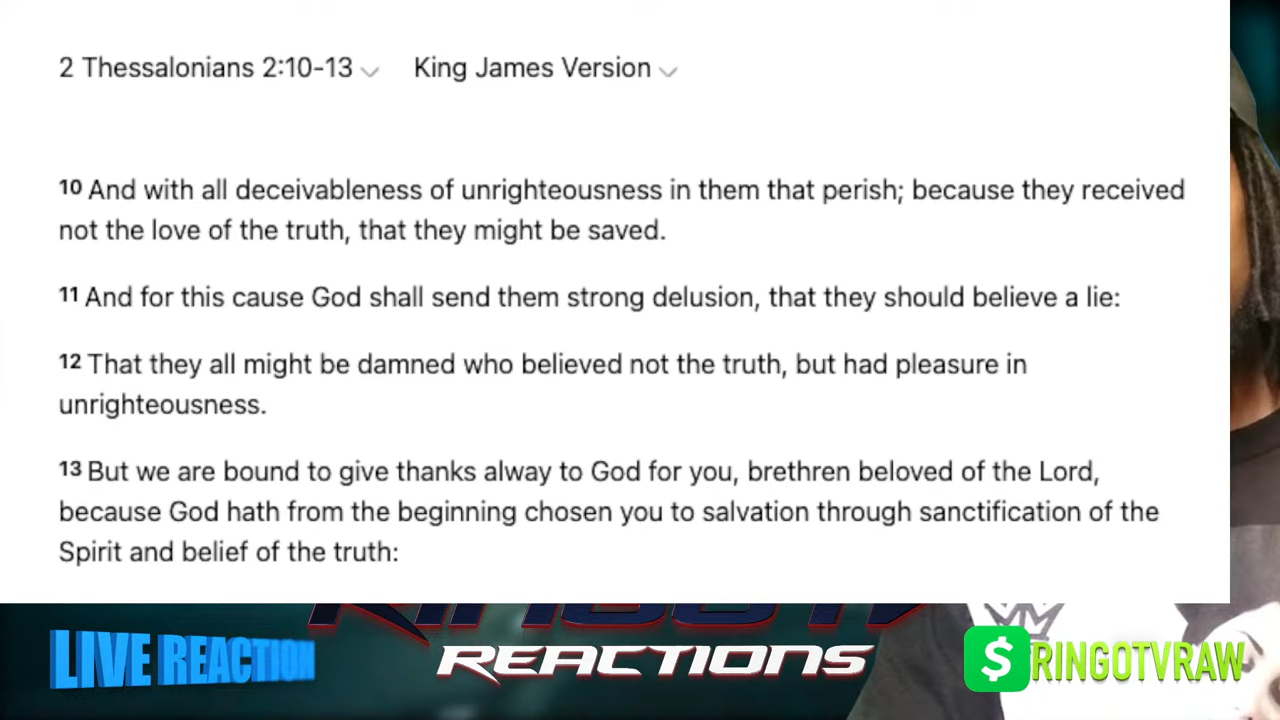 2 Thessalonians 2:10-13 King James Version
10 And with all deceivableness of unrighteousness in them that perish; because they received
not the love of the truth, that they might be saved.
11 And for this cause God shall send them strong delusion, that they should believe a lie:
12 That they all might be damned who believed not the truth, but had pleasure in
unrighteousness.
13 But we are bound to give thanks alway to God for you, brethren beloved of the Lord,
because God hath from the beginning chosen you to salvation through sanctification of the
Spirit and belief of the truth:
LIVE REACTION
REACTIONS
$RINGOTVRAW